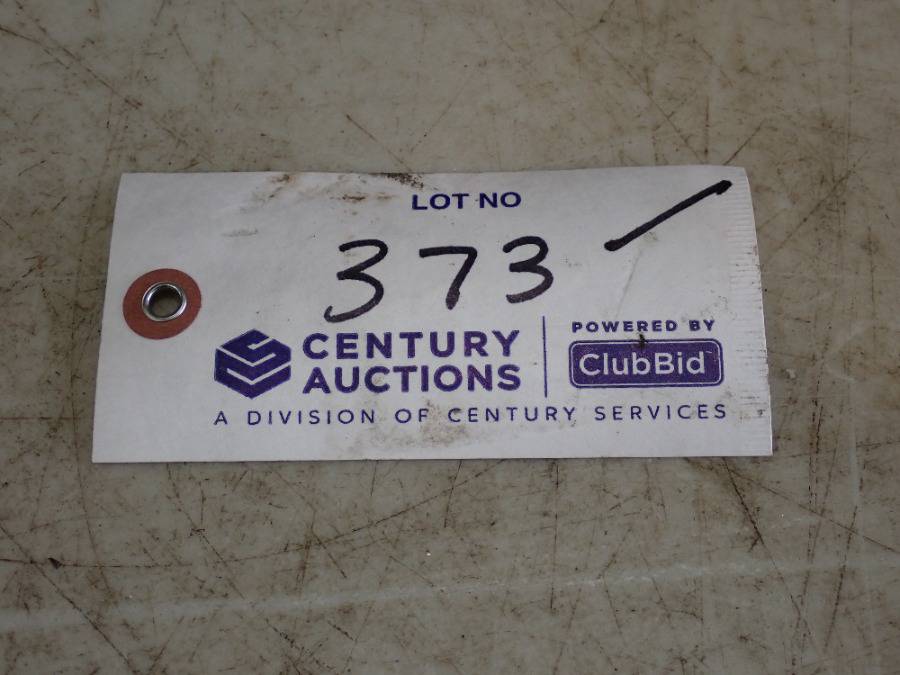 LOT NO
373
CENTURY
AUCTIONS
POWERED BY
ClubBid
A DIVISION OF CENTURY SERVICES